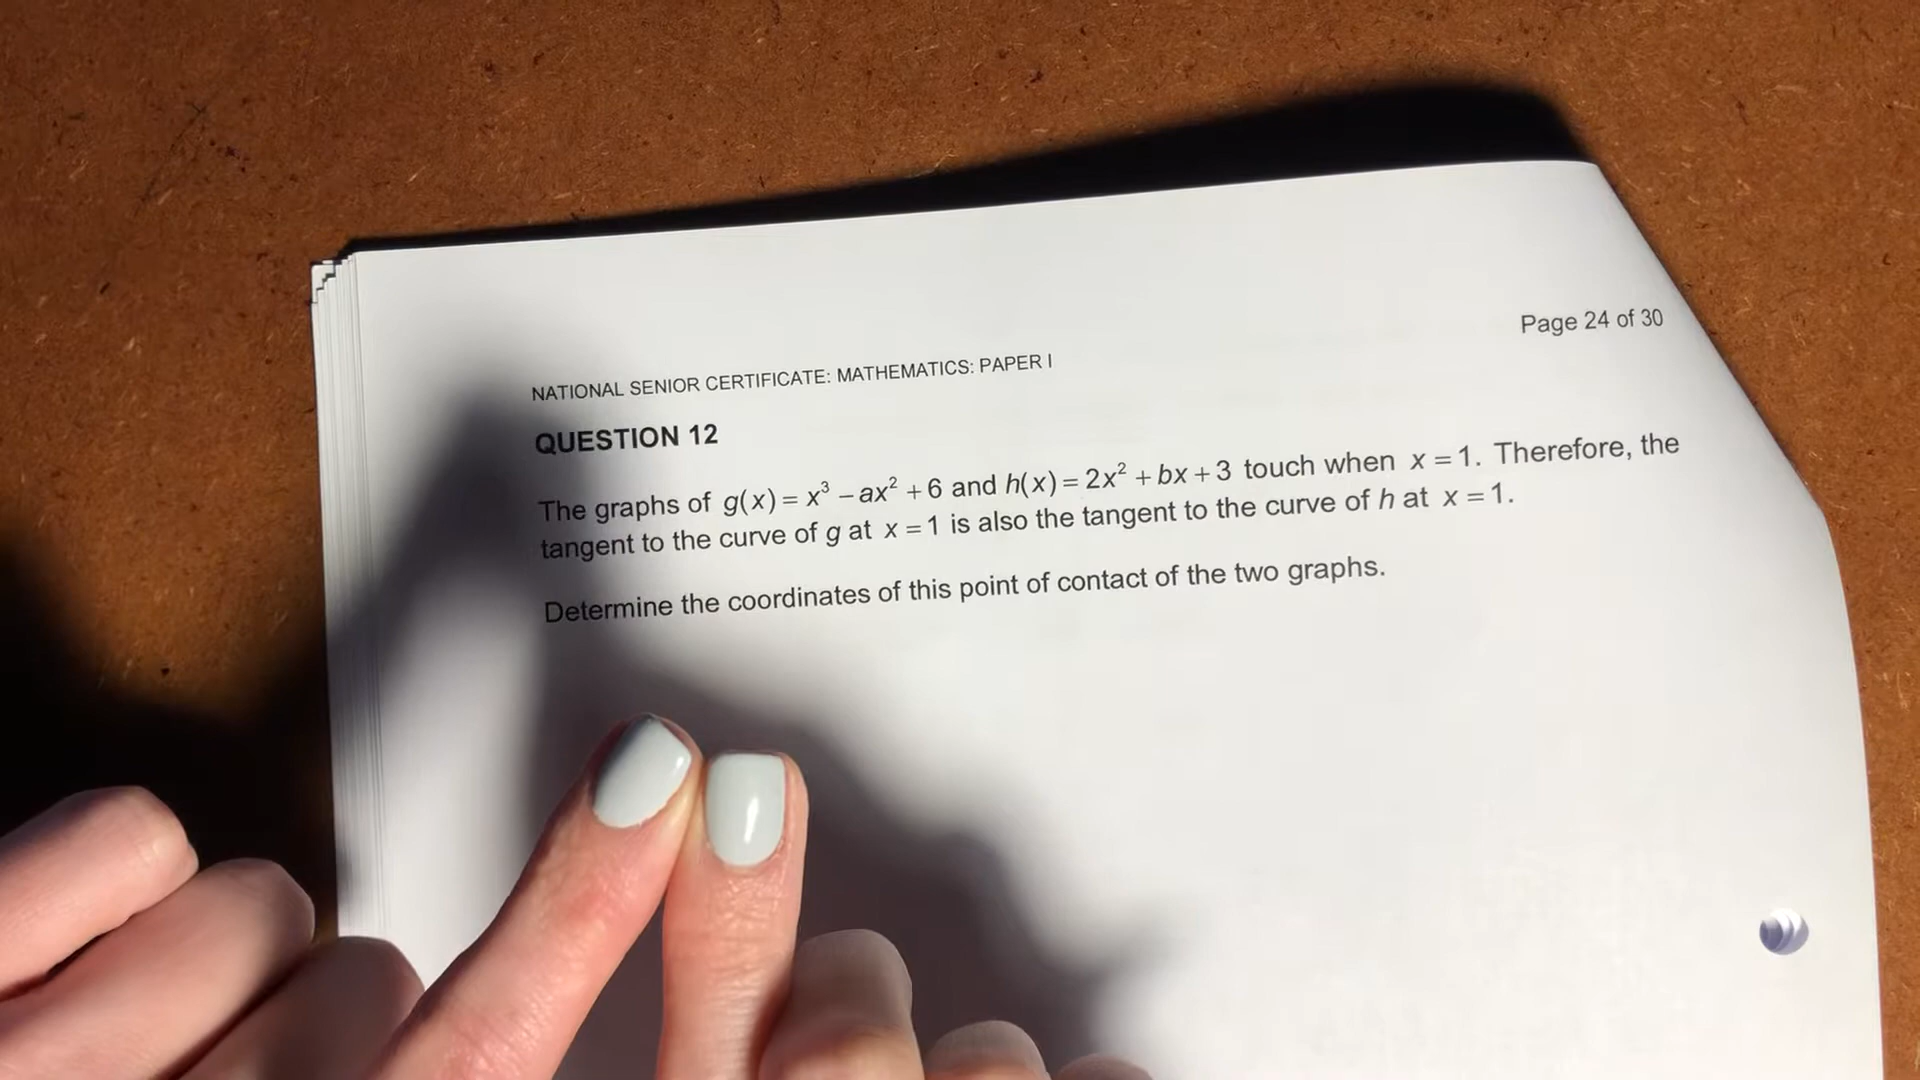 Page 24 of 30
NATIONAL SENIOR CERTIFICATE: MATHEMATICS: PAPER I
QUESTION 12
The graphs of g(x) = x³ – ax² + 6 and h(x) = 2x² + bx + 3 touch when x = 1. Therefore, the
tangent to the curve of g at x = 1 is also the tangent to the curve of h at x = 1.
Determine the coordinates of this point of contact of the two graphs.